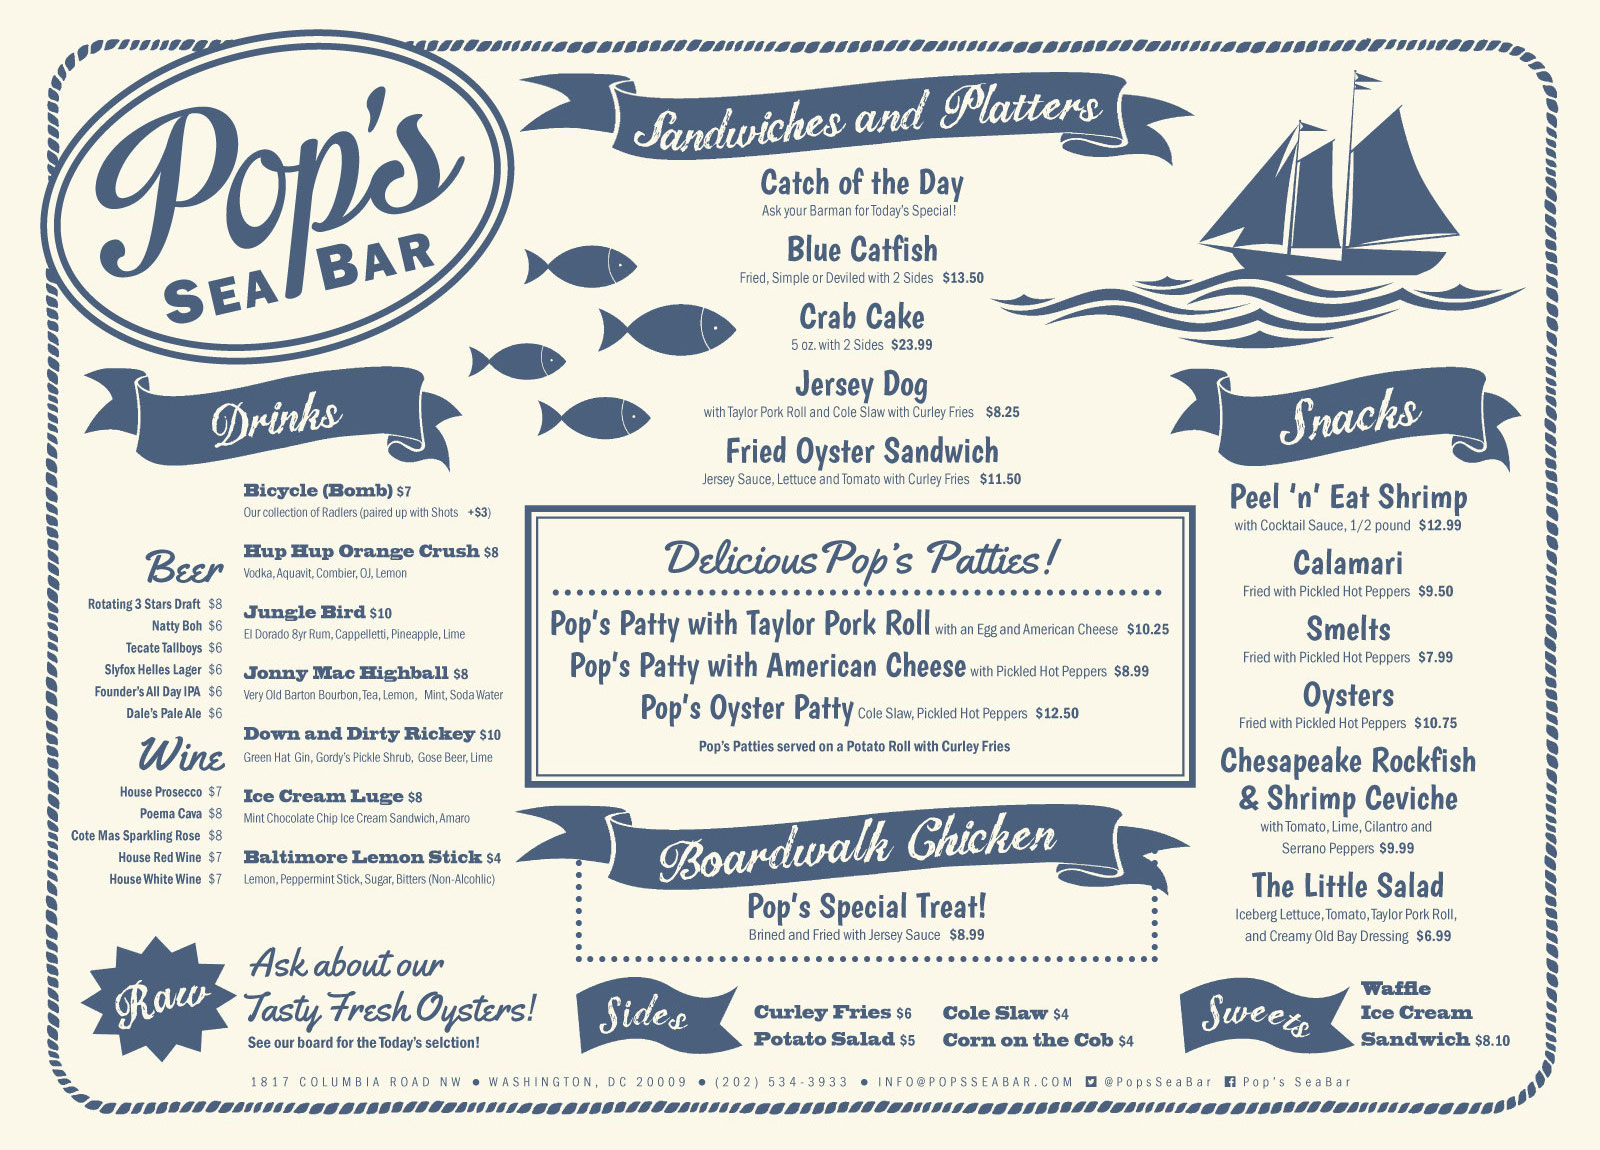 Pop's
SEA BAR
Sandwiches and Platters
Catch of the Day
Ask your Barman for Today's Special!
Blue Catfish
Fried, Simple or Deviled with 2 Sides $13.50
Crab Cake
5 oz. with 2 Sides $23.99
Jersey Dog
with Taylor Pork Roll and Cole Slaw with Curley Fries $8.25
Fried Oyster Sandwich
Jersey Sauce, Lettuce and Tomato with Curley Fries $11.50
Drinks
Bicycle (Bomb) $7
Our collection of Radlers (paired up with Shots +$3)
Hup Hup Orange Crush $8
Vodka, Aquavit, Combier, OJ, Lemon
Jungle Bird $10
El Dorado 8yr Rum, Cappelletti, Pineapple, Lime
Jonny Mac Highball $8
Very Old Barton Bourbon, Tea, Lemon, Mint, Soda Water
Down and Dirty Rickey $10
Green Hat Gin, Gordy's Pickle Shrub, Gose Beer, Lime
Ice Cream Luge $8
Mint Chocolate Chip Ice Cream Sandwich, Amaro
Baltimore Lemon Stick $4
Lemon, Peppermint Stick, Sugar, Bitters (Non-Alcohlic)
Beer
Rotating 3 Stars Draft $8
Natty Boh $6
Tecate Tallboys $6
Slyfox Helles Lager $6
Founder's All Day IPA $6
Dale's Pale Ale $6
Wine
House Prosecco $7
Poema Cava $8
Cote Mas Sparkling Rose $8
House Red Wine $7
House White Wine $7
Delicious Pop's Patties!
Pop's Patty with Taylor Pork Roll with an Egg and American Cheese $10.25
Pop's Patty with American Cheese with Pickled Hot Peppers $8.99
Pop's Oyster Patty Cole Slaw, Pickled Hot Peppers $12.50
Pop's Patties served on a Potato Roll with Curley Fries
Boardwalk Chicken
Pop's Special Treat!
Brined and Fried with Jersey Sauce $8.99
Snacks
Peel 'n' Eat Shrimp
with Cocktail Sauce, 1/2 pound $12.99
Calamari
Fried with Pickled Hot Peppers $9.50
Smelts
Fried with Pickled Hot Peppers $7.99
Oysters
Fried with Pickled Hot Peppers $10.75
Chesapeake Rockfish
& Shrimp Ceviche
with Tomato, Lime, Cilantro and
Serrano Peppers $9.99
The Little Salad
Iceberg Lettuce, Tomato, Taylor Pork Roll,
and Creamy Old Bay Dressing $6.99
Raw
Ask about our
Tasty Fresh Oysters!
See our board for the Today's selction!
Sides
Curley Fries $6
Potato Salad $5
Cole Slaw $4
Corn on the Cob $4
Sweets
Waffle
Ice Cream
Sandwich $8.10
1817 COLUMBIA ROAD NW ● WASHINGTON, DC 20009 ● (202) 534-3933 ● INFO@POPSSEABAR.COM @PopsSeaBar Pop's SeaBar